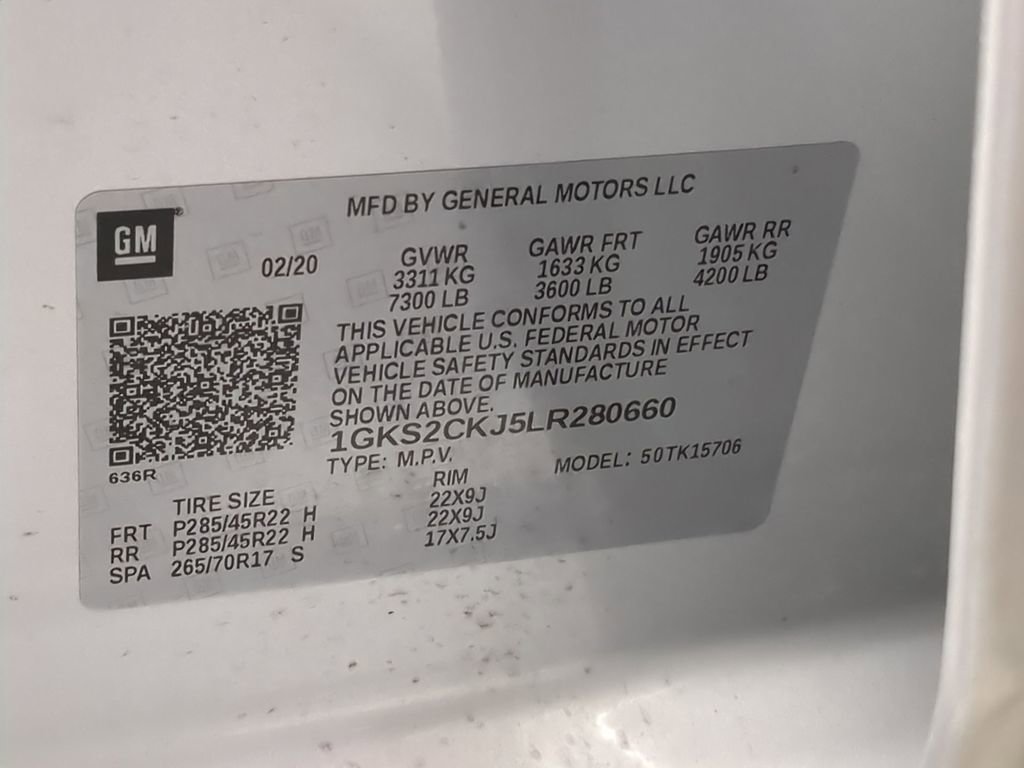 MFD BY GENERAL MOTORS LLC
GM
02/20
GVWR
3311 KG
7300 LB
GAWR FRT
1633 KG
3600 LB
GAWR RR
1905 KG
4200 LB
THIS VEHICLE CONFORMS TO ALL
APPLICABLE U.S. FEDERAL MOTOR
VEHICLE SAFETY STANDARDS IN EFFECT
ON THE DATE OF MANUFACTURE
SHOWN ABOVE.
1GKS2CKJ5LR280660
TYPE: M.P.V.
MODEL: 50TK15706
636R
TIRE SIZE RIM
FRT P285/45R22 H 22X9J
RR P285/45R22 H 22X9J
SPA 265/70R17 S 17X7.5J